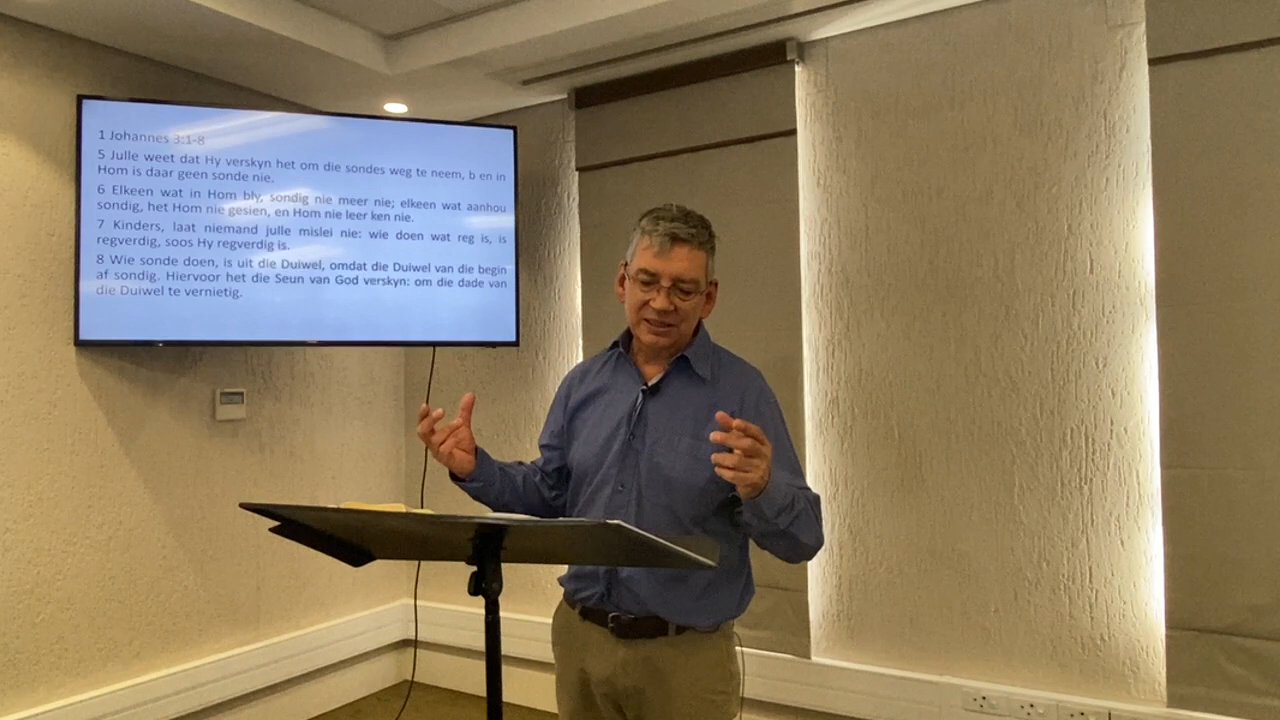 1 Johannes 3:1-8
5 Julle weet dat Hy verskyn het om die sondes weg te neem, b en in
Hom is daar geen sonde nie.
6 Elkeen wat in Hom bly, sondig nie meer nie; elkeen wat aanhou
sondig, het Hom nie gesien, en Hom nie leer ken nie.
7 Kinders, laat niemand julle mislei nie: wie doen wat reg is, is
regverdig, soos Hy regverdig is.
8 Wie sonde doen, is uit die Duiwel, omdat die Duiwel van die begin
af sondig. Hiervoor het die Seun van God verskyn: om die dade van
die Duiwel te vernietig.